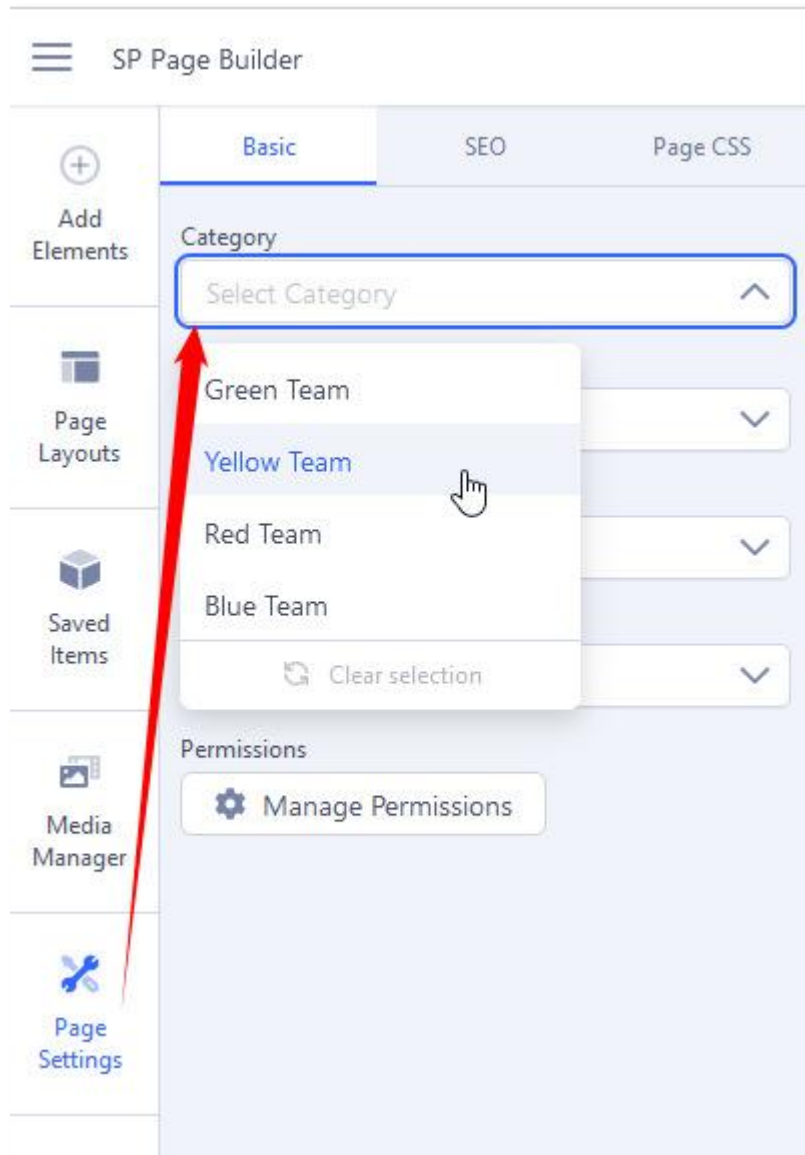 SP Page Builder
Basic
SEO
Page CSS
Add
Elements
Category
Select Category
Green Team
Page
Layouts
Yellow Team
Red Team
Blue Team
Saved
Items
Clear selection
Permissions
Manage Permissions
Media
Manager
Page
Settings